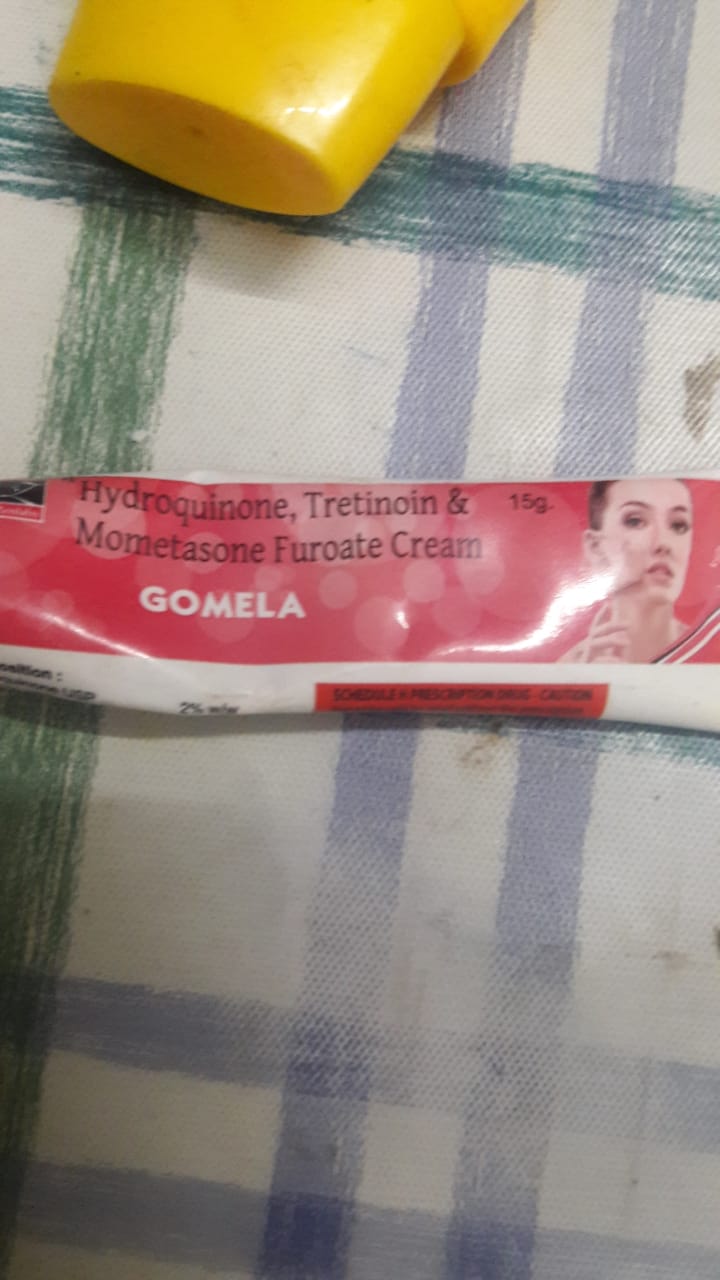 Hydroquinone, Tretinoin & 15g.
Mometasone Furoate Cream
GOMELA
2% w/w
SCHEDULE H PRESCRIPTION DRUG - CAUTION